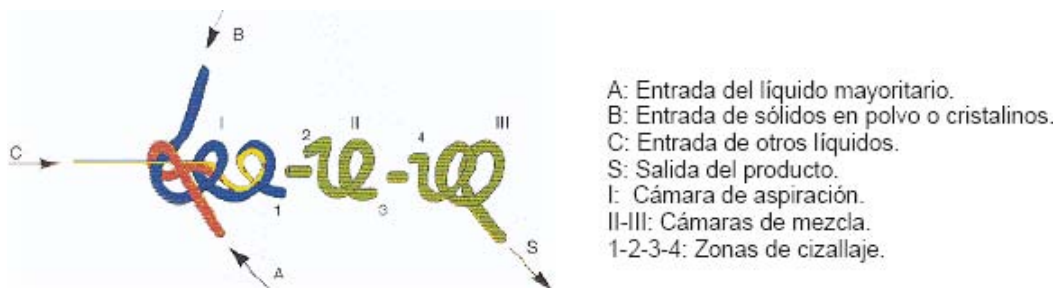 B
I
II
III
2
4
C
1
3
S
A
A: Entrada del líquido mayoritario.
B: Entrada de sólidos en polvo o cristalinos.
C: Entrada de otros líquidos.
S: Salida del producto.
I: Cámara de aspiración.
II-III: Cámaras de mezcla.
1-2-3-4: Zonas de cizallaje.